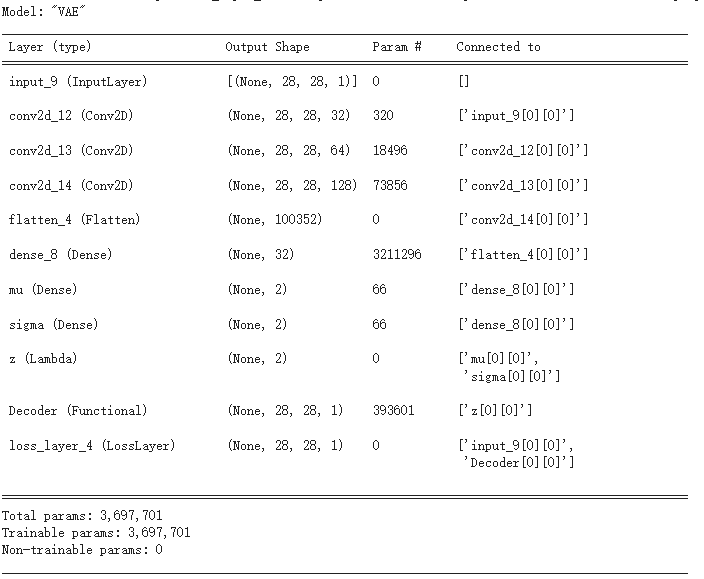 Model: "VAE"
Layer (type) Output Shape Param # Connected to
input_9 (InputLayer) [(None, 28, 28, 1)] 0 []
conv2d_12 (Conv2D) (None, 28, 28, 32) 320 ['input_9[0][0]']
conv2d_13 (Conv2D) (None, 28, 28, 64) 18496 ['conv2d_12[0][0]']
conv2d_14 (Conv2D) (None, 28, 28, 128) 73856 ['conv2d_13[0][0]']
flatten_4 (Flatten) (None, 100352) 0 ['conv2d_14[0][0]']
dense_8 (Dense) (None, 32) 3211296 ['flatten_4[0][0]']
mu (Dense) (None, 2) 66 ['dense_8[0][0]']
sigma (Dense) (None, 2) 66 ['dense_8[0][0]']
z (Lambda) (None, 2) 0 ['mu[0][0]',
'sigma[0][0]']
Decoder (Functional) (None, 28, 28, 1) 393601 ['z[0][0]']
loss_layer_4 (LossLayer) (None, 28, 28, 1) 0 ['input_9[0][0]',
'Decoder[0][0]']
Total params: 3,697,701
Trainable params: 3,697,701
Non-trainable params: 0